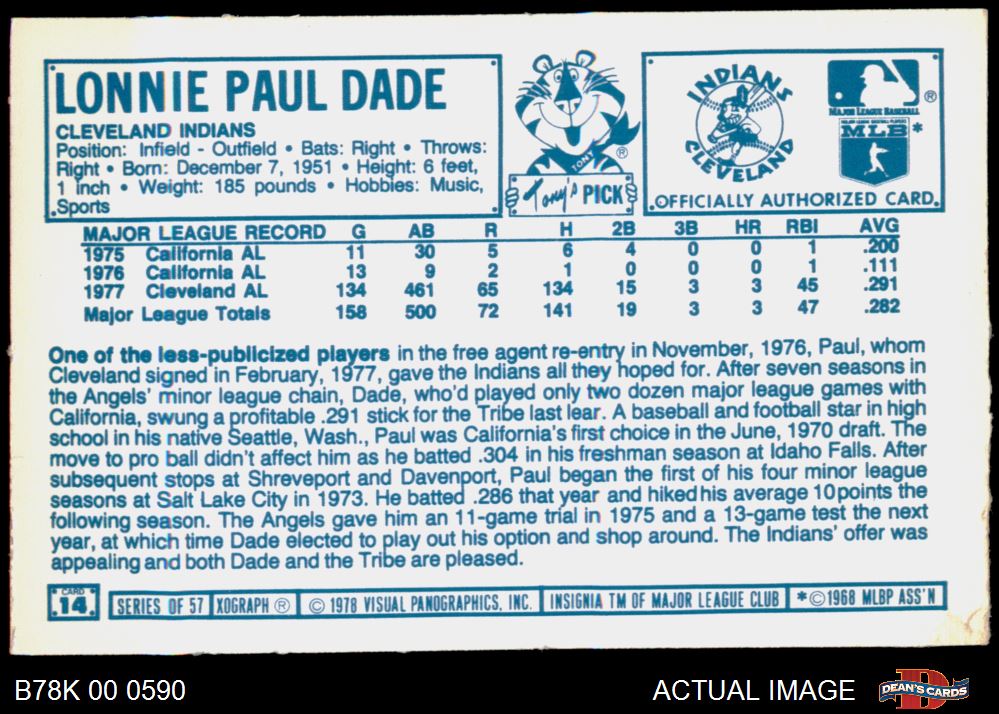 LONNIE PAUL DADE
CLEVELAND INDIANS
Position: Infield - Outfield • Bats: Right • Throws:
Right • Born: December 7, 1951 • Height: 6 feet,
1 inch • Weight: 185 pounds • Hobbies: Music,
Sports
TONY
®
Tony's PICK
INDIANS
CLEVELAND
®
MAJOR LEAGUE BASEBALL
MAJOR LEAGUE BASEBALL PLAYERS
MLB *
OFFICIALLY AUTHORIZED CARD.
MAJOR LEAGUE RECORD G AB R H 2B 3B HR RBI AVG
1975 California AL 11 30 5 6 4 0 0 1 .200
1976 California AL 13 9 2 1 0 0 0 1 .111
1977 Cleveland AL 134 461 65 134 15 3 3 45 .291
Major League Totals 158 500 72 141 19 3 3 47 .282
One of the less-publicized players in the free agent re-entry in November, 1976, Paul, whom
Cleveland signed in February, 1977, gave the Indians all they hoped for. After seven seasons in
the Angels' minor league chain, Dade, who'd played only two dozen major league games with
California, swung a profitable .291 stick for the Tribe last lear. A baseball and football star in high
school in his native Seattle, Wash., Paul was California's first choice in the June, 1970 draft. The
move to pro ball didn't affect him as he batted .304 in his freshman season at Idaho Falls. After
subsequent stops at Shreveport and Davenport, Paul began the first of his four minor league
seasons at Salt Lake City in 1973. He batted .286 that year and hiked his average 10 points the
following season. The Angels gave him an 11-game trial in 1975 and a 13-game test the next
year, at which time Dade elected to play out his option and shop around. The Indians' offer was
appealing and both Dade and the Tribe are pleased.
CARD
14
SERIES OF 57 XOGRAPH ® © 1978 VISUAL PANOGRAPHICS, INC. INSIGNIA TM OF MAJOR LEAGUE CLUB *©1968 MLBP ASS'N
B78K 00 0590
ACTUAL IMAGE
DEAN'S CARDS